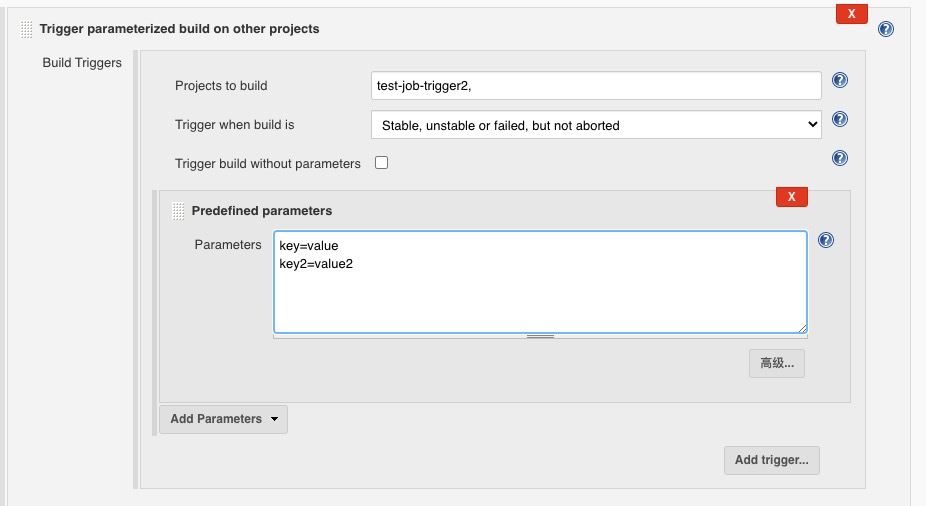 X
Trigger parameterized build on other projects
Build Triggers
Projects to build
test-job-trigger2,
Trigger when build is
Stable, unstable or failed, but not aborted
Trigger build without parameters
X
Predefined parameters
Parameters
key=value
key2=value2
高级...
Add Parameters
Add trigger...